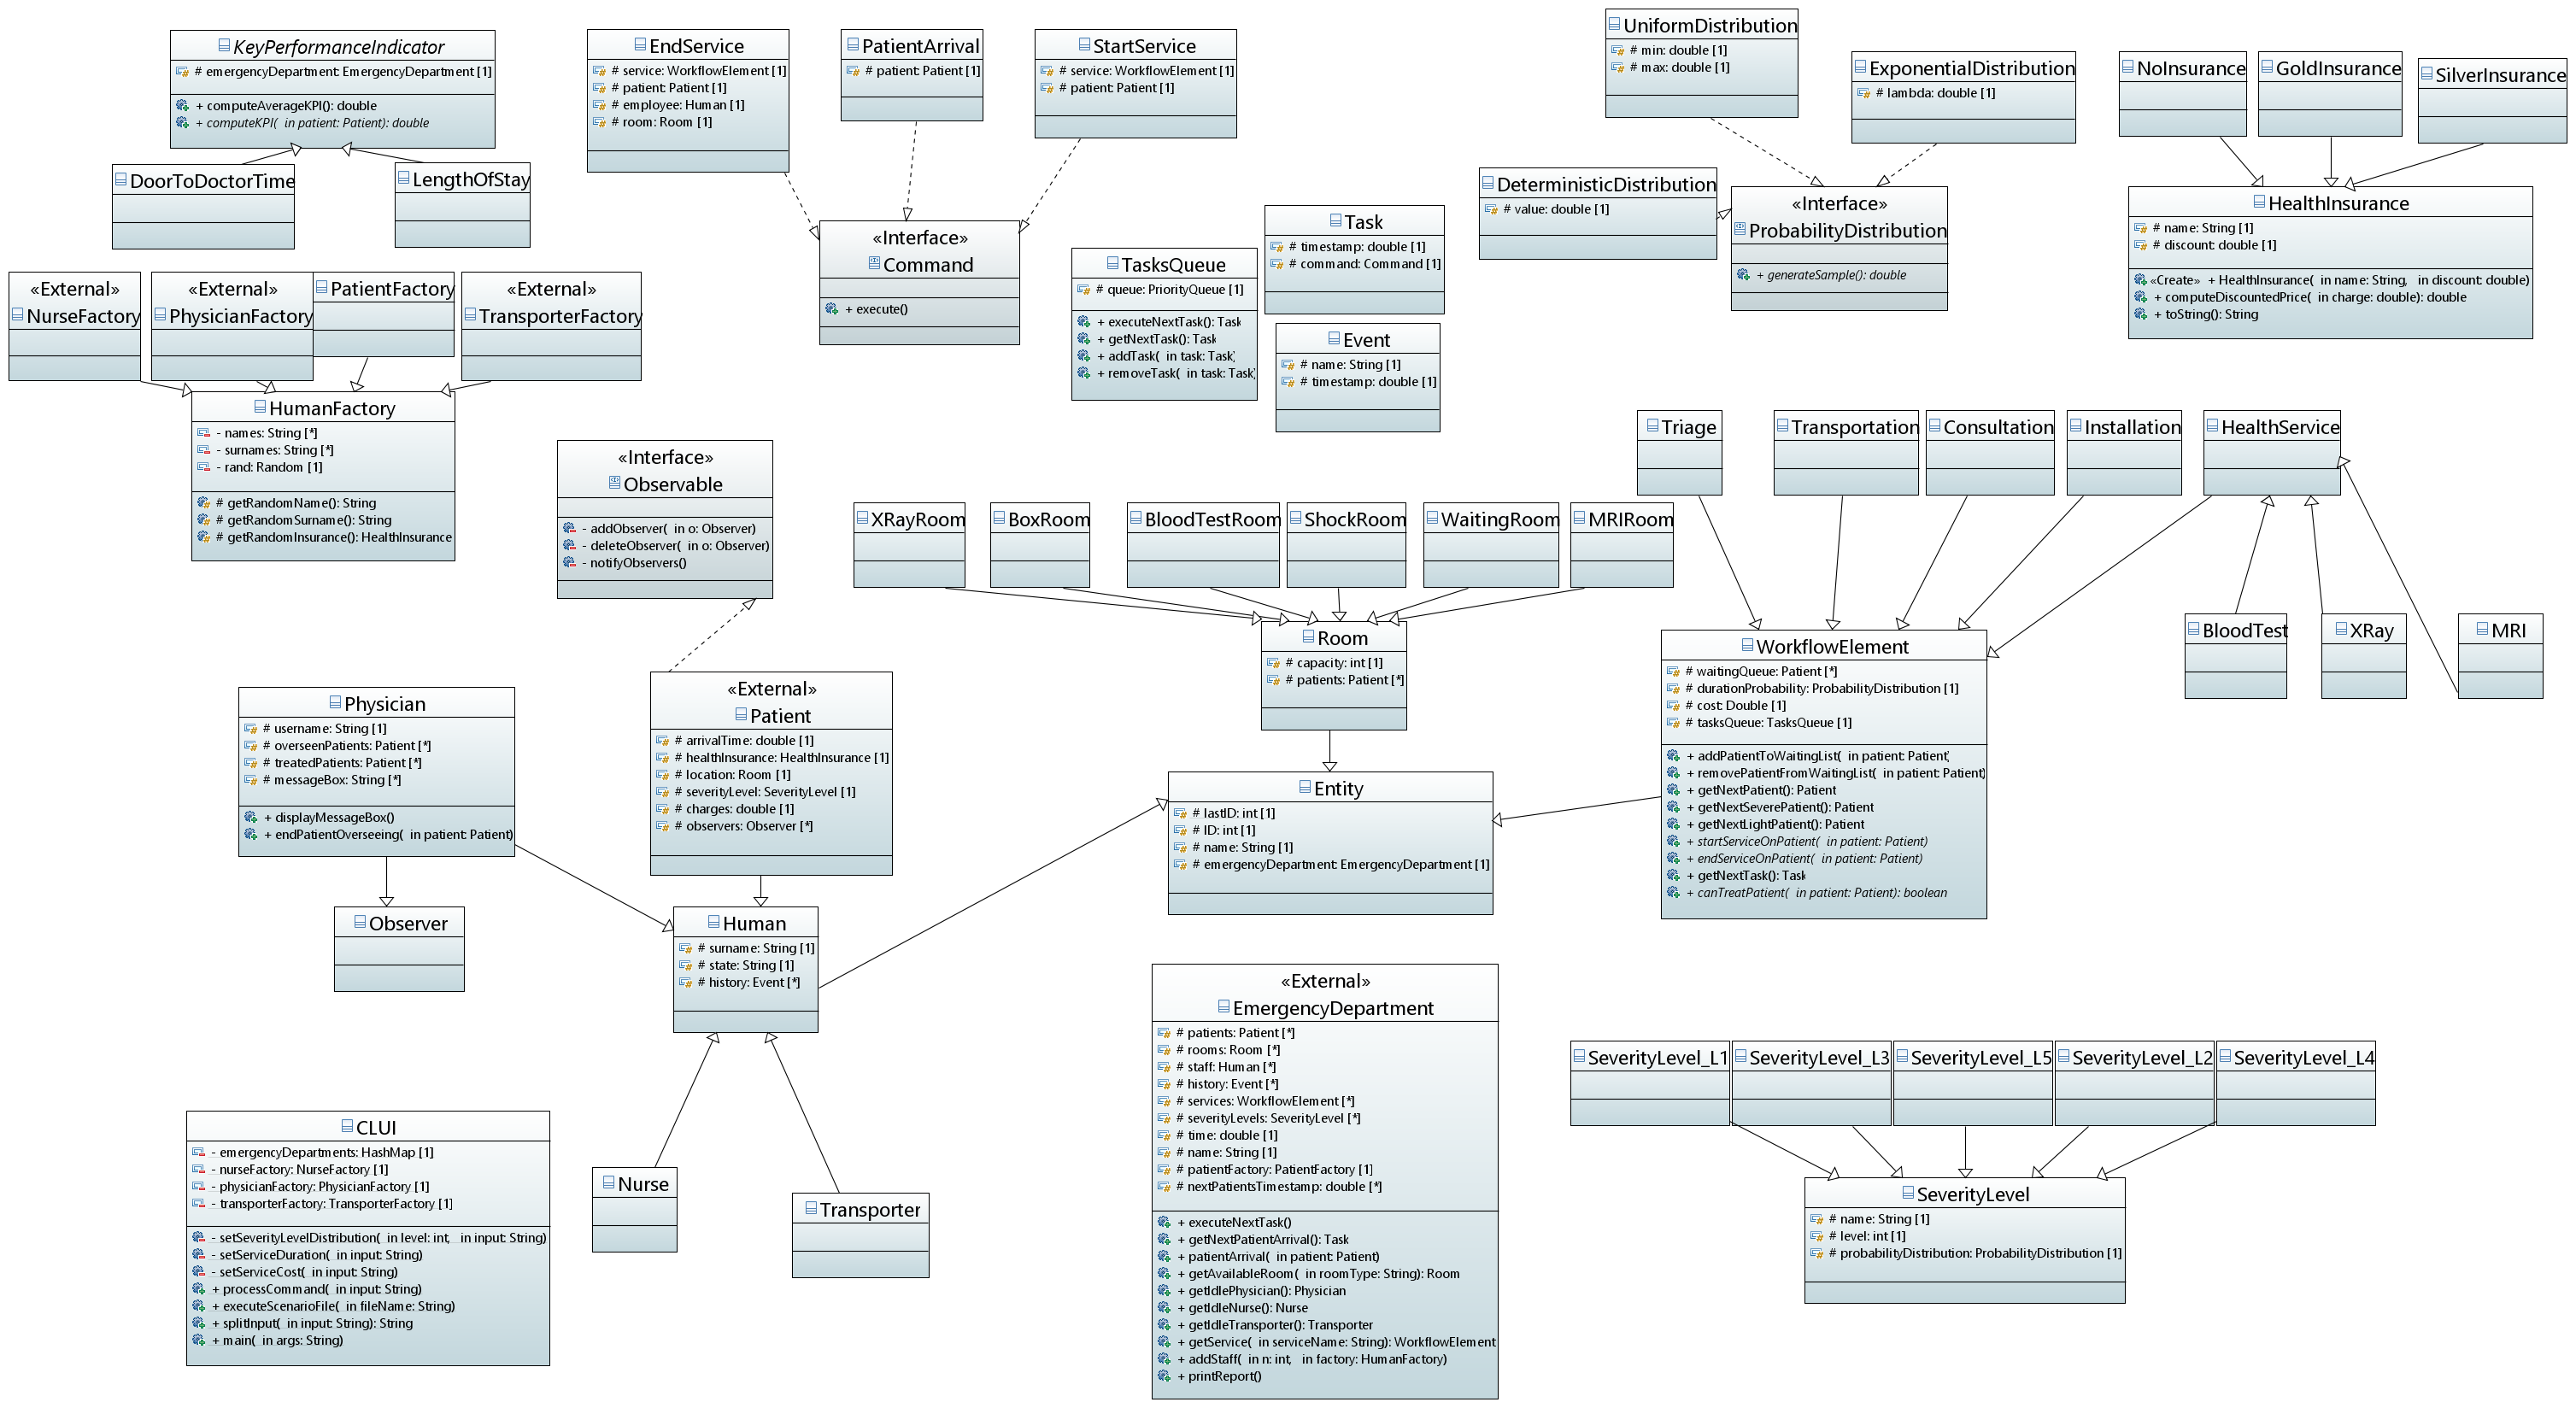 KeyPerformanceIndicator
# emergencyDepartment: EmergencyDepartment [1]
+ computeAverageKPI(): double
+ computeKPI(  in patient: Patient): double
DoorToDoctorTime
LengthOfStay
EndService
# service: WorkflowElement [1]
# patient: Patient [1]
# employee: Human [1]
# room: Room [1]
PatientArrival
# patient: Patient [1]
StartService
# service: WorkflowElement [1]
# patient: Patient [1]
«Interface»
Command
+ execute()
UniformDistribution
# min: double [1]
# max: double [1]
ExponentialDistribution
# lambda: double [1]
DeterministicDistribution
# value: double [1]
«Interface»
ProbabilityDistribution
+ generateSample(): double
NoInsurance
GoldInsurance
SilverInsurance
HealthInsurance
# name: String [1]
# discount: double [1]
«Create»  + HealthInsurance(  in name: String,   in discount: double)
+ computeDiscountedPrice(  in charge: double): double
+ toString(): String
Task
# timestamp: double [1]
# command: Command [1]
TasksQueue
# queue: PriorityQueue [1]
+ executeNextTask(): Task
+ getNextTask(): Task
+ addTask(  in task: Task)
+ removeTask(  in task: Task)
Event
# name: String [1]
# timestamp: double [1]
«External»
NurseFactory
«External»
PhysicianFactory
PatientFactory
«External»
TransporterFactory
HumanFactory
- names: String [*]
- surnames: String [*]
- rand: Random [1]
# getRandomName(): String
# getRandomSurname(): String
# getRandomInsurance(): HealthInsurance
«Interface»
Observable
- addObserver(  in o: Observer)
- deleteObserver(  in o: Observer)
- notifyObservers()
XRayRoom
BoxRoom
BloodTestRoom
ShockRoom
WaitingRoom
MRIRoom
Room
# capacity: int [1]
# patients: Patient [*]
Triage
Transportation
Consultation
Installation
HealthService
BloodTest
XRay
MRI
WorkflowElement
# waitingQueue: Patient [*]
# durationProbability: ProbabilityDistribution [1]
# cost: Double [1]
# tasksQueue: TasksQueue [1]
+ addPatientToWaitingList(  in patient: Patient)
+ removePatientFromWaitingList(  in patient: Patient)
+ getNextPatient(): Patient
+ getNextSeverePatient(): Patient
+ getNextLightPatient(): Patient
+ startServiceOnPatient(  in patient: Patient)
+ endServiceOnPatient(  in patient: Patient)
+ getNextTask(): Task
+ canTreatPatient(  in patient: Patient): boolean
Physician
# username: String [1]
# overseenPatients: Patient [*]
# treatedPatients: Patient [*]
# messageBox: String [*]
+ displayMessageBox()
+ endPatientOverseeing(  in patient: Patient)
«External»
Patient
# arrivalTime: double [1]
# healthInsurance: HealthInsurance [1]
# location: Room [1]
# severityLevel: SeverityLevel [1]
# charges: double [1]
# observers: Observer [*]
Entity
# lastID: int [1]
# ID: int [1]
# name: String [1]
# emergencyDepartment: EmergencyDepartment [1]
Observer
Human
# surname: String [1]
# state: String [1]
# history: Event [*]
Nurse
Transporter
«External»
EmergencyDepartment
# patients: Patient [*]
# rooms: Room [*]
# staff: Human [*]
# history: Event [*]
# services: WorkflowElement [*]
# severityLevels: SeverityLevel [*]
# time: double [1]
# name: String [1]
# patientFactory: PatientFactory [1]
# nextPatientsTimestamp: double [*]
+ executeNextTask()
+ getNextPatientArrival(): Task
+ patientArrival(  in patient: Patient)
+ getAvailableRoom(  in roomType: String): Room
+ getIdlePhysician(): Physician
+ getIdleNurse(): Nurse
+ getIdleTransporter(): Transporter
+ getService(  in serviceName: String): WorkflowElement
+ addStaff(  in n: int,   in factory: HumanFactory)
+ printReport()
CLUI
- emergencyDepartments: HashMap [1]
- nurseFactory: NurseFactory [1]
- physicianFactory: PhysicianFactory [1]
- transporterFactory: TransporterFactory [1]
- setSeverityLevelDistribution(  in level: int,   in input: String)
- setServiceDuration(  in input: String)
- setServiceCost(  in input: String)
+ processCommand(  in input: String)
+ executeScenarioFile(  in fileName: String)
+ splitInput(  in input: String): String
+ main(  in args: String)
SeverityLevel_L1
SeverityLevel_L3
SeverityLevel_L5
SeverityLevel_L2
SeverityLevel_L4
SeverityLevel
# name: String [1]
# level: int [1]
# probabilityDistribution: ProbabilityDistribution [1]